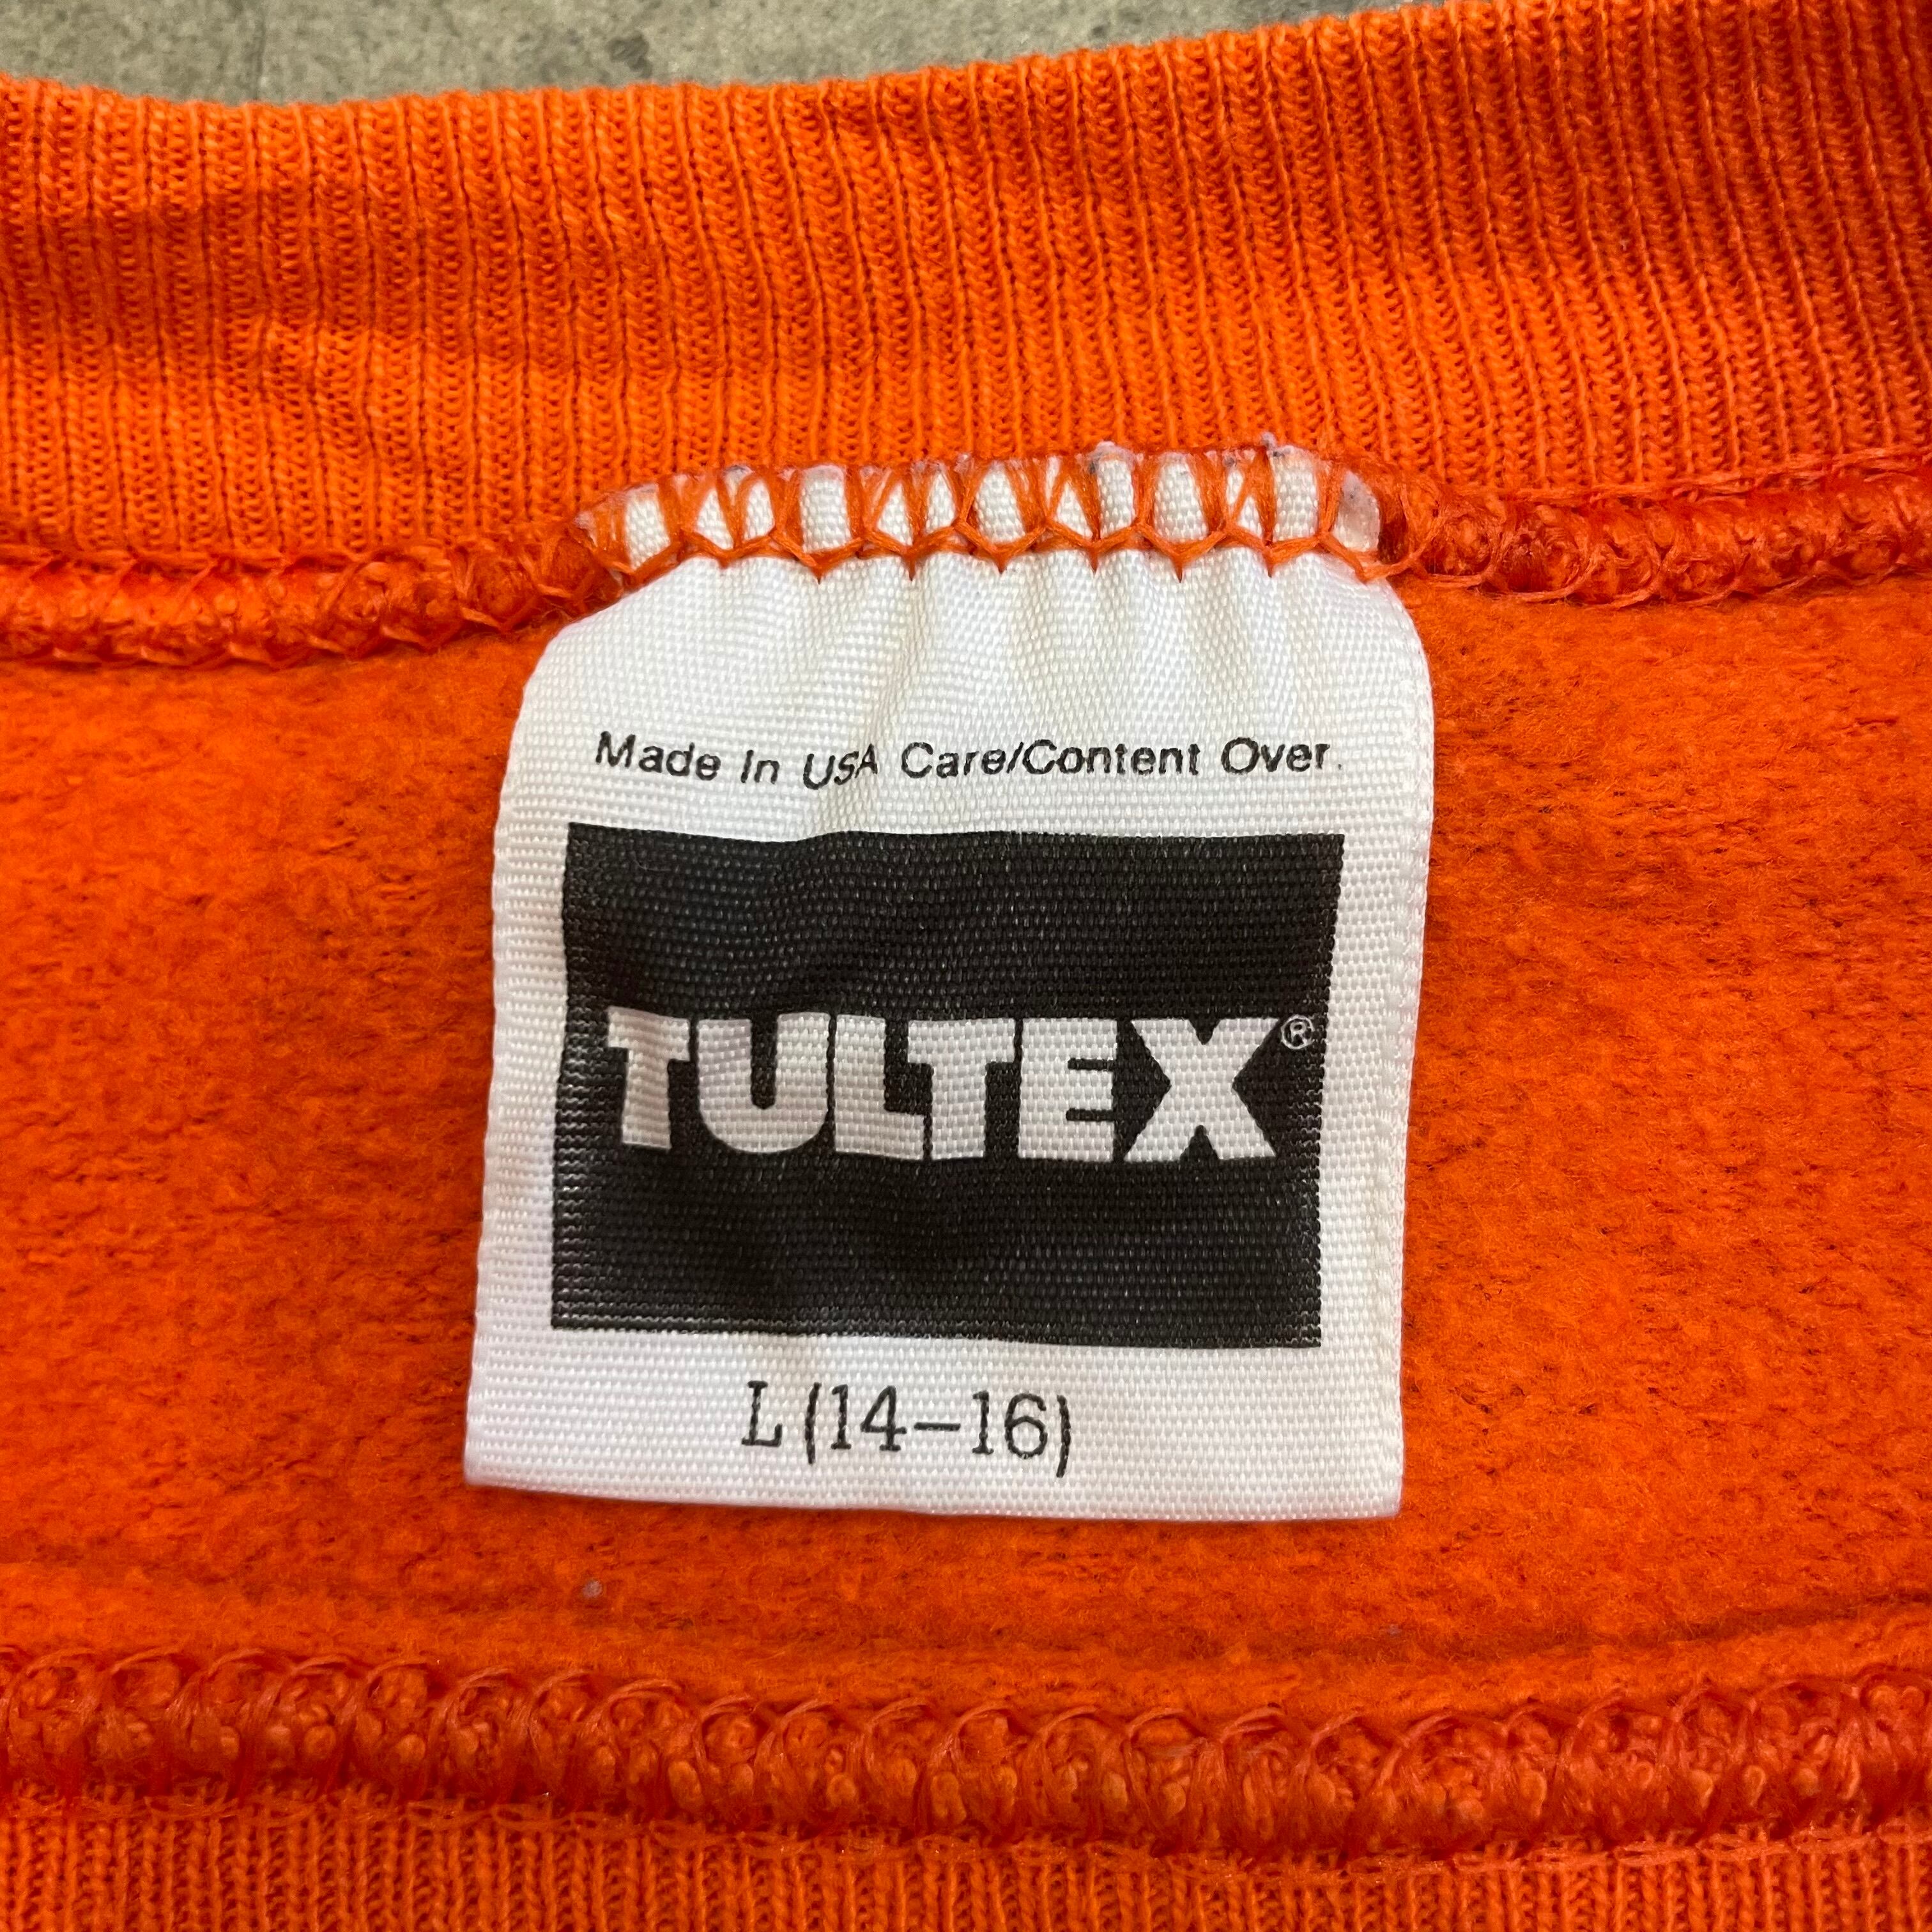 Made In USA Care/Content Over.
TULTEX®
L (14-16)